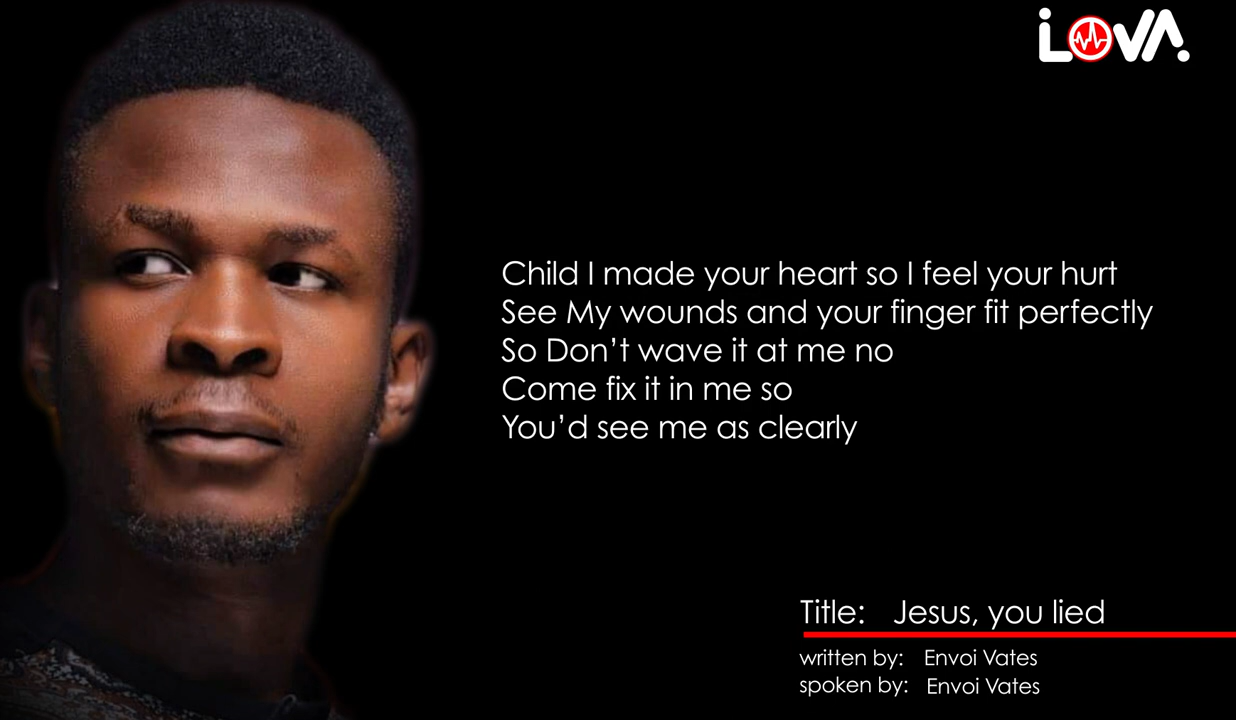 iLOVA.
Child I made your heart so I feel your hurt
See My wounds and your finger fit perfectly
So Don't wave it at me no
Come fix it in me so
You'd see me as clearly
Title: Jesus, you lied
written by: Envoi Vates
spoken by: Envoi Vates